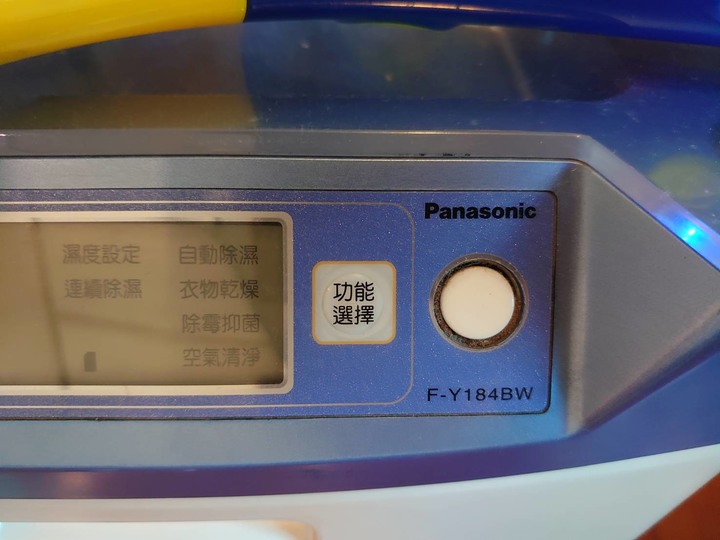 Panasonic
濕度設定 自動除濕
連續除濕 衣物乾燥
除霉抑菌
空氣清淨
功能
選擇
F-Y184BW